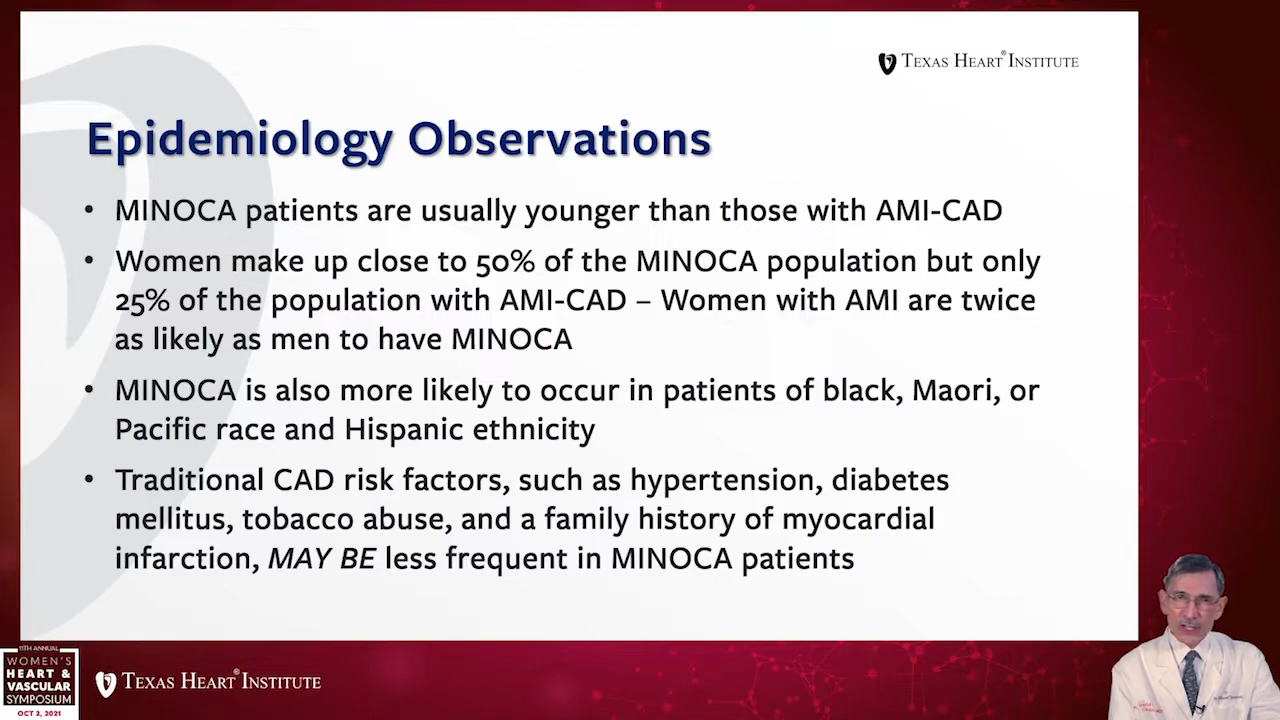 TEXAS HEART® INSTITUTE
Epidemiology Observations
• MINOCA patients are usually younger than those with AMI-CAD
• Women make up close to 50% of the MINOCA population but only
25% of the population with AMI-CAD – Women with AMI are twice
as likely as men to have MINOCA
• MINOCA is also more likely to occur in patients of black, Maori, or
Pacific race and Hispanic ethnicity
• Traditional CAD risk factors, such as hypertension, diabetes
mellitus, tobacco abuse, and a family history of myocardial
infarction, MAY BE less frequent in MINOCA patients
11TH ANNUAL
WOMEN'S
HEART &
VASCULAR
SYMPOSIUM
OCT 2, 2021
TEXAS HEART® INSTITUTE